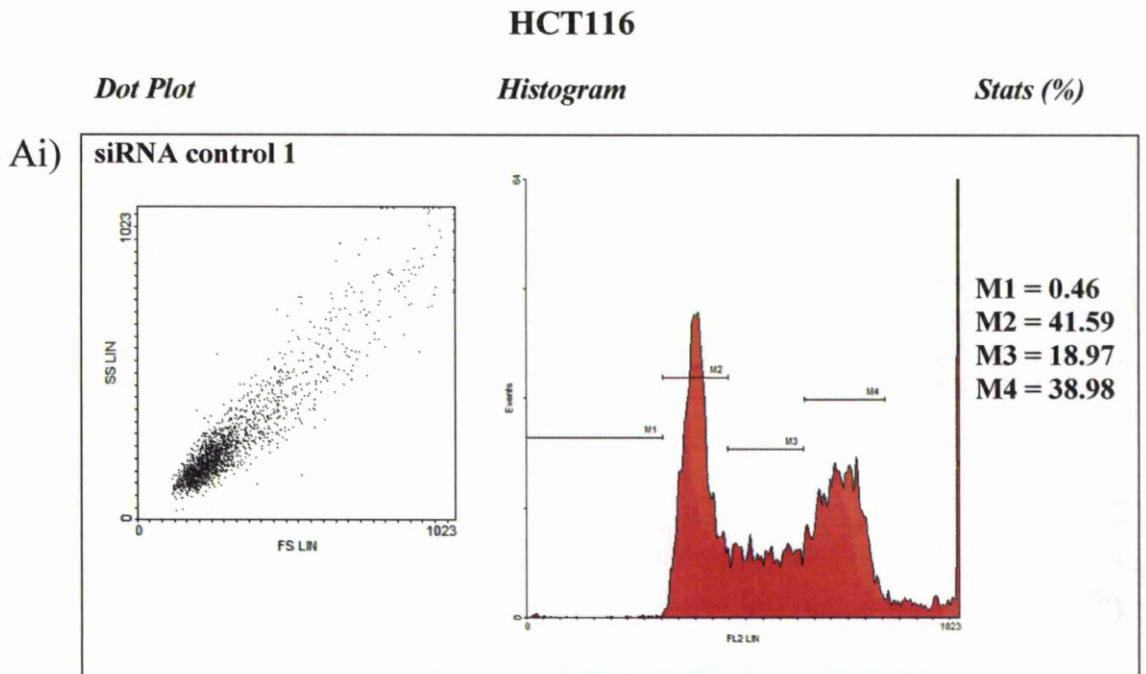 HCT116
Dot Plot
Histogram
Stats (%)
Ai)
siRNA control 1
1023
SS LIN
0
0
FS LIN
1023
64
Events
0
M1
M2
M3
M4
0
FL2 LIN
1023
M1 = 0.46
M2 = 41.59
M3 = 18.97
M4 = 38.98